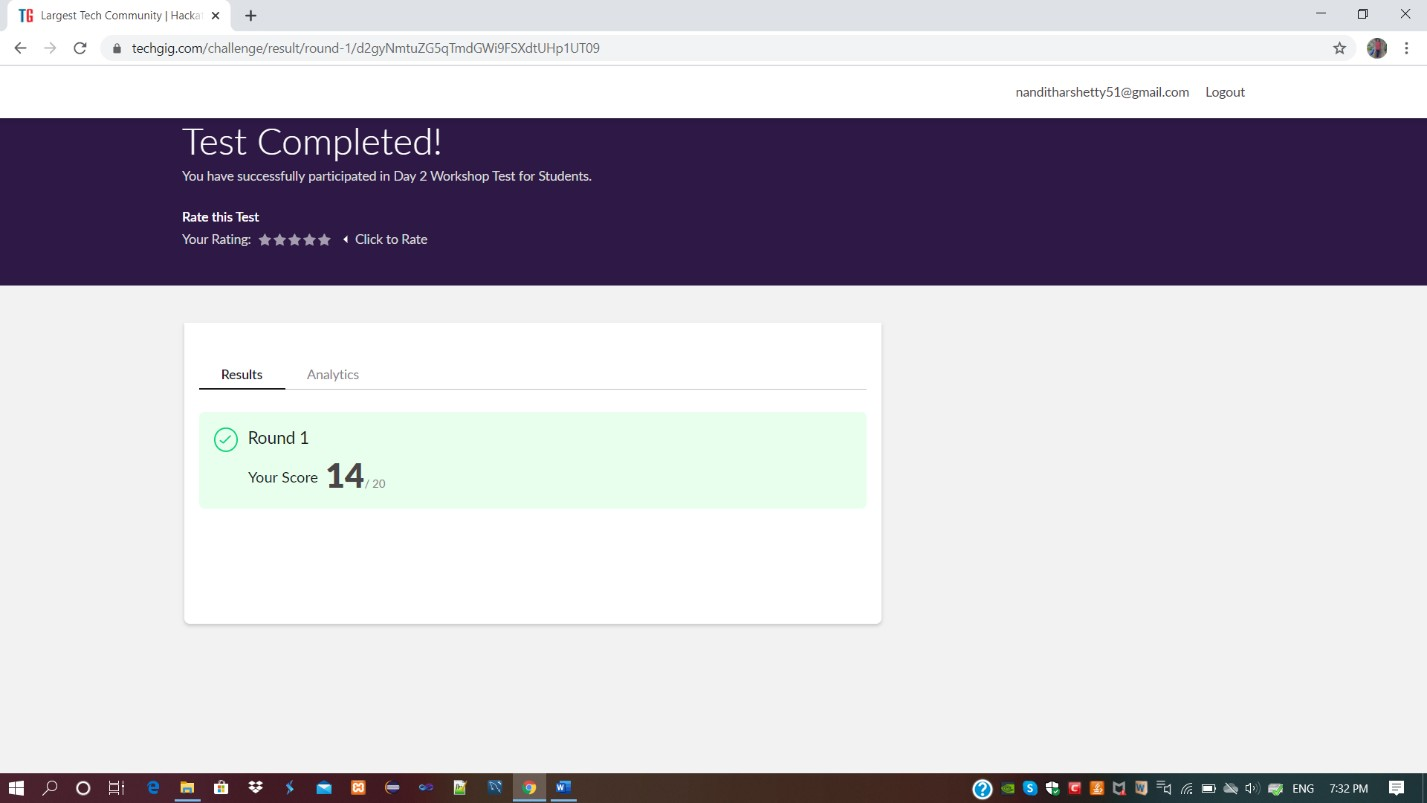 TG Largest Tech Community | Hacka
techgig.com/challenge/result/round-1/d2gyNmtuZG5qTmdGWi9FSXdtUHp1UT09
nanditharshetty51@gmail.com Logout
Test Completed!
You have successfully participated in Day 2 Workshop Test for Students.
Rate this Test
Your Rating: Click to Rate
Results Analytics
Round 1
Your Score 14 / 20
ENG 7:32 PM